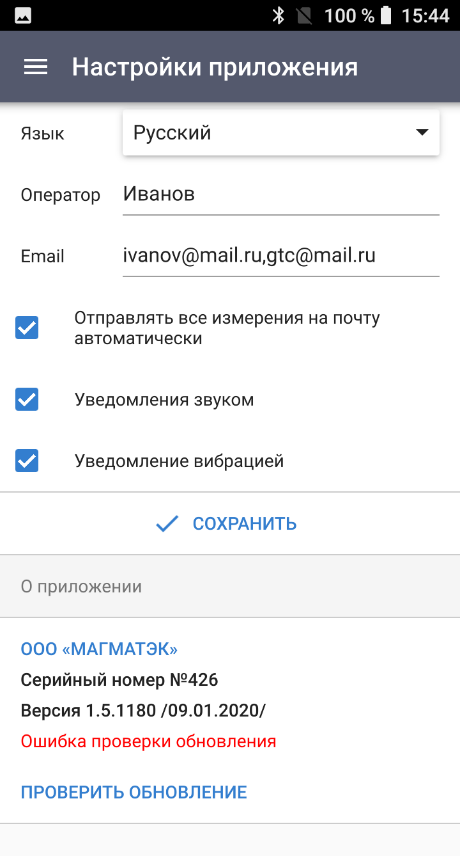 100 % 15:44
Настройки приложения
Язык Русский
Оператор Иванов
Email ivanov@mail.ru,gtc@mail.ru
Отправлять все измерения на почту
автоматически
Уведомления звуком
Уведомление вибрацией
СОХРАНИТЬ
О приложении
ООО «МАГМАТЭК»
Серийный номер №426
Версия 1.5.1180 /09.01.2020/
Ошибка проверки обновления
ПРОВЕРИТЬ ОБНОВЛЕНИЕ